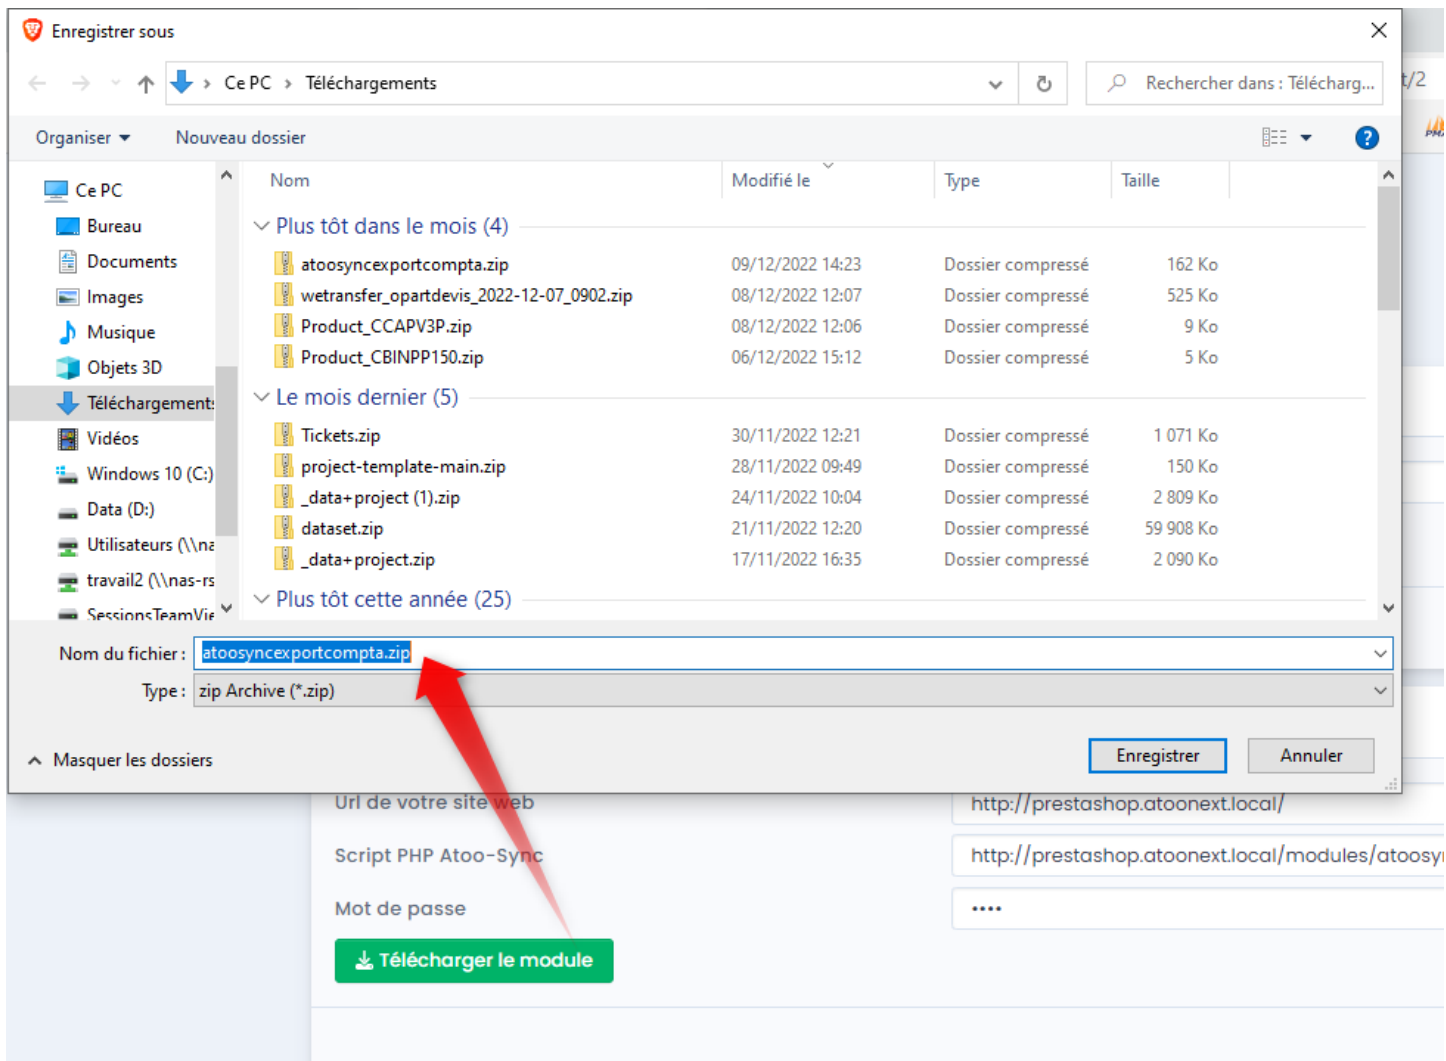 Enregistrer sous
Ce PC › Téléchargements
Rechercher dans : Télécharg...
t/2
Organiser
Nouveau dossier
?
PM
Ce PC
Bureau
Documents
Images
Musique
Objets 3D
Téléchargements
Vidéos
Windows 10 (C:)
Data (D:)
Utilisateurs (\\na
travail2 (\\nas-rs
SessionsTeamVie
Nom Modifié le Type Taille
Plus tôt dans le mois (4)
atoosyncexportcompta.zip 09/12/2022 14:23 Dossier compressé 162 Ko
wetransfer_opartdevis_2022-12-07_0902.zip 08/12/2022 12:07 Dossier compressé 525 Ko
Product_CCAPV3P.zip 08/12/2022 12:06 Dossier compressé 9 Ko
Product_CBINPP150.zip 06/12/2022 15:12 Dossier compressé 5 Ko
Le mois dernier (5)
Tickets.zip 30/11/2022 12:21 Dossier compressé 1 071 Ko
project-template-main.zip 28/11/2022 09:49 Dossier compressé 150 Ko
_data+project (1).zip 24/11/2022 10:04 Dossier compressé 2 809 Ko
dataset.zip 21/11/2022 12:20 Dossier compressé 59 908 Ko
_data+project.zip 17/11/2022 16:35 Dossier compressé 2 090 Ko
Plus tôt cette année (25)
Nom du fichier : atoosyncexportcompta.zip
Type : zip Archive (*.zip)
Masquer les dossiers
Enregistrer
Annuler
Url de votre site web http://prestashop.atoonext.local/
Script PHP Atoo-Sync http://prestashop.atoonext.local/modules/atoosy
Mot de passe ••••
Télécharger le module